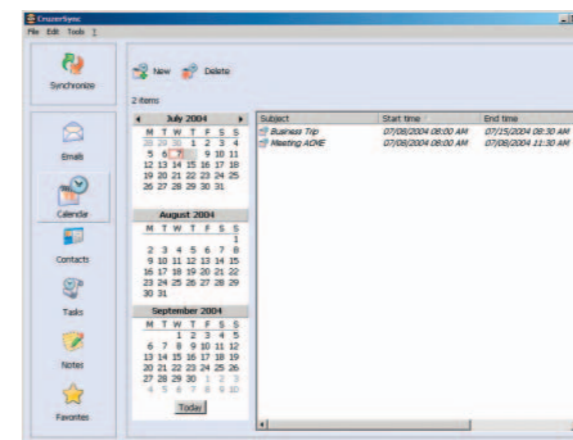 CruzerSync
File Edit Tools ?
Synchronize
New Delete
2 items
Emails
Calendar
Contacts
Tasks
Notes
Favorites
July 2004
M T W T F S S
28 29 30 1 2 3 4
5 6 7 9 10 11
12 13 14 15 16 17 18
19 20 21 22 23 24 25
26 27 28 29 30 31
August 2004
M T W T F S S
1
2 3 4 5 6 7 8
9 10 11 12 13 14 15
16 17 18 19 20 21 22
23 24 25 26 27 28 29
30 31
September 2004
M T W T F S S
1 2 3 4 5
6 7 8 9 10 11 12
13 14 15 16 17 18 19
20 21 22 23 24 25 26
27 28 29 30 1 2 3
4 5 6 7 8 9 10
Today
Subject Start time End time
Business Trip 07/08/2004 08:00 AM 07/15/2004 08:30 AM
Meeting ACME 07/08/2004 08:00 AM 07/08/2004 11:30 AM